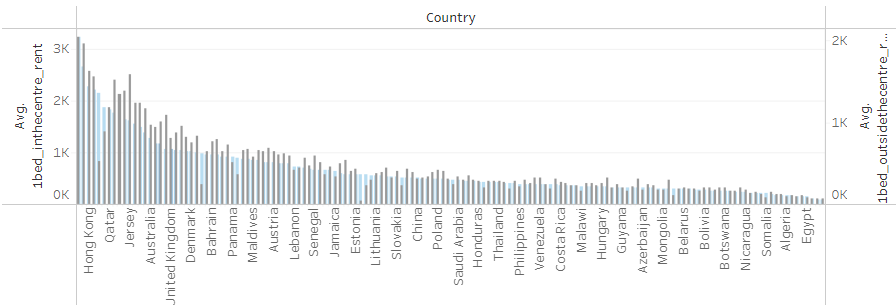 Country
3K
2K
1K
0K
Avg.
1bed_inthecentre_rent
2K
1K
0K
Avg.
1bed_outsidethecentre_r...
Hong Kong
Qatar
Jersey
Australia
United Kingdom
Denmark
Bahrain
Panama
Maldives
Austria
Lebanon
Senegal
Jamaica
Estonia
Lithuania
Slovakia
China
Poland
Saudi Arabia
Honduras
Thailand
Philippines
Venezuela
Costa Rica
Malawi
Hungary
Guyana
Azerbaijan
Mongolia
Belarus
Bolivia
Botswana
Nicaragua
Somalia
Algeria
Egypt